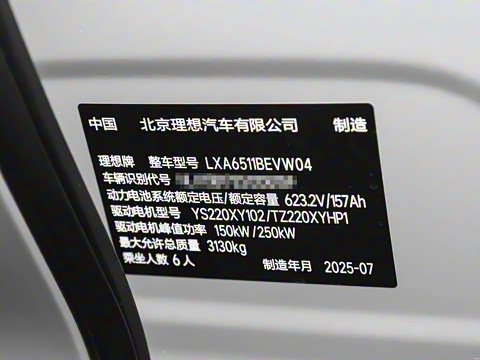 中国 北京理想汽车有限公司 制造
理想牌 整车型号 LXA6511BEVW04
车辆识别代号
动力电池系统额定电压/额定容量 623.2V/157Ah
驱动电机型号 YS220XY102/TZ220XYHP1
驱动电机峰值功率 150kW/250kW
最大允许总质量 3130kg
乘坐人数 6人 制造年月 2025-07